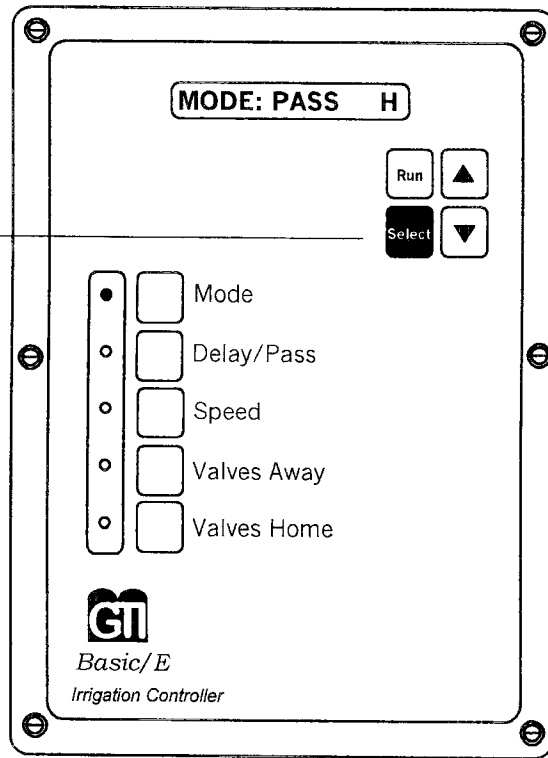 MODE: PASS H
Run
Select
Mode
Delay/Pass
Speed
Valves Away
Valves Home
GTI
Basic/E
Irrigation Controller